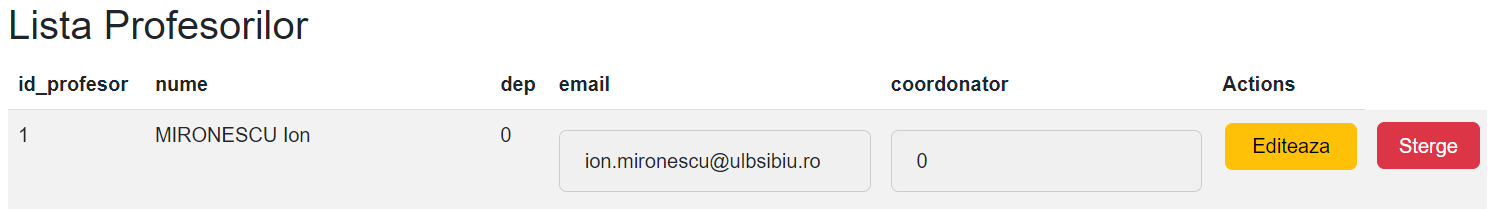 Lista Profesorilor
id_profesor nume dep email coordonator Actions
1 MIRONESCU Ion 0 ion.mironescu@ulbsibiu.ro 0 Editeaza Sterge